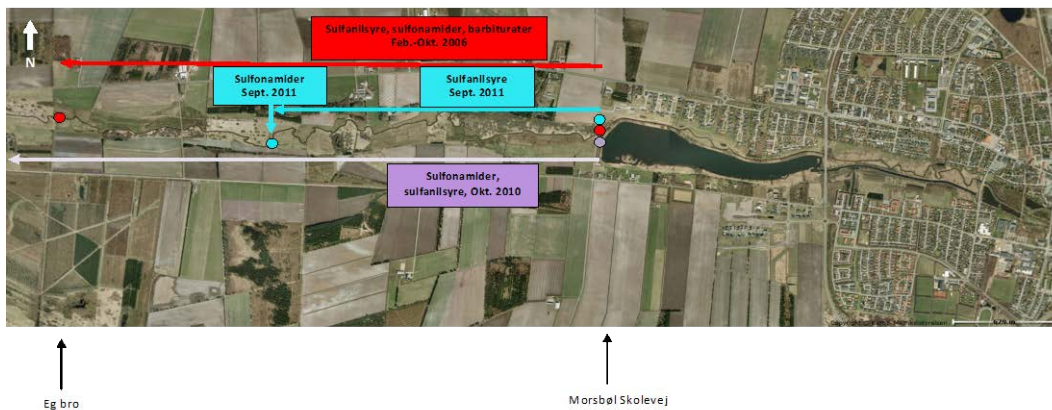 Sulfanilsyre, sulfonamider, barbiturater
Feb.-Okt. 2006
N
Sulfonamider
Sept. 2011
Sulfanilsyre
Sept. 2011
Sulfonamider,
sulfanilsyre, Okt. 2010
Eg bro
Morsbøl Skolevej